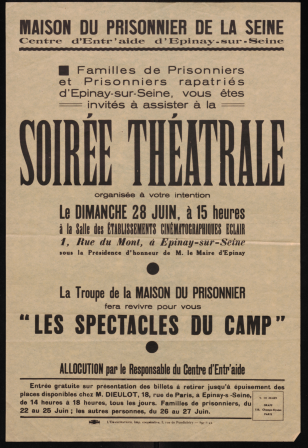 MAISON DU PRISONNIER DE LA SEINE
Centre d'Entr'aide d'Epinay-sur-Seine
Familles de Prisonniers
et Prisonniers rapatriés
d'Epinay-sur-Seine, vous êtes
invités à assister à la
SOIRÉE THÉATRALE
organisée à votre intention
Le DIMANCHE 28 JUIN, à 15 heures
à la Salle des ÉTABLISSEMENTS CINÉMATOGRAPHIQUES ECLAIR
1, Rue du Mont, à Epinay-sur-Seine
sous la Présidence d'honneur de M. le Maire d'Epinay
La Troupe de la MAISON DU PRISONNIER
fera revivre pour vous
"LES SPECTACLES DU CAMP"
ALLOCUTION par le Responsable du Centre d'Entr'aide
Entrée gratuite sur présentation des billets à retirer jusqu'à épuisement des
places disponibles chez M. DIEULOT, 18, rue de Paris, à Epinay-s.-Seine,
de 14 heures à 18 heures, tous les jours. Familles de prisonniers, du
22 au 25 juin; les autres personnes, du 26 au 27 juin.